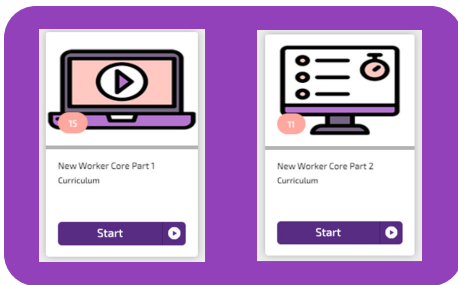 15
New Worker Core Part 1
Curriculum
Start
11
New Worker Core Part 2
Curriculum
Start